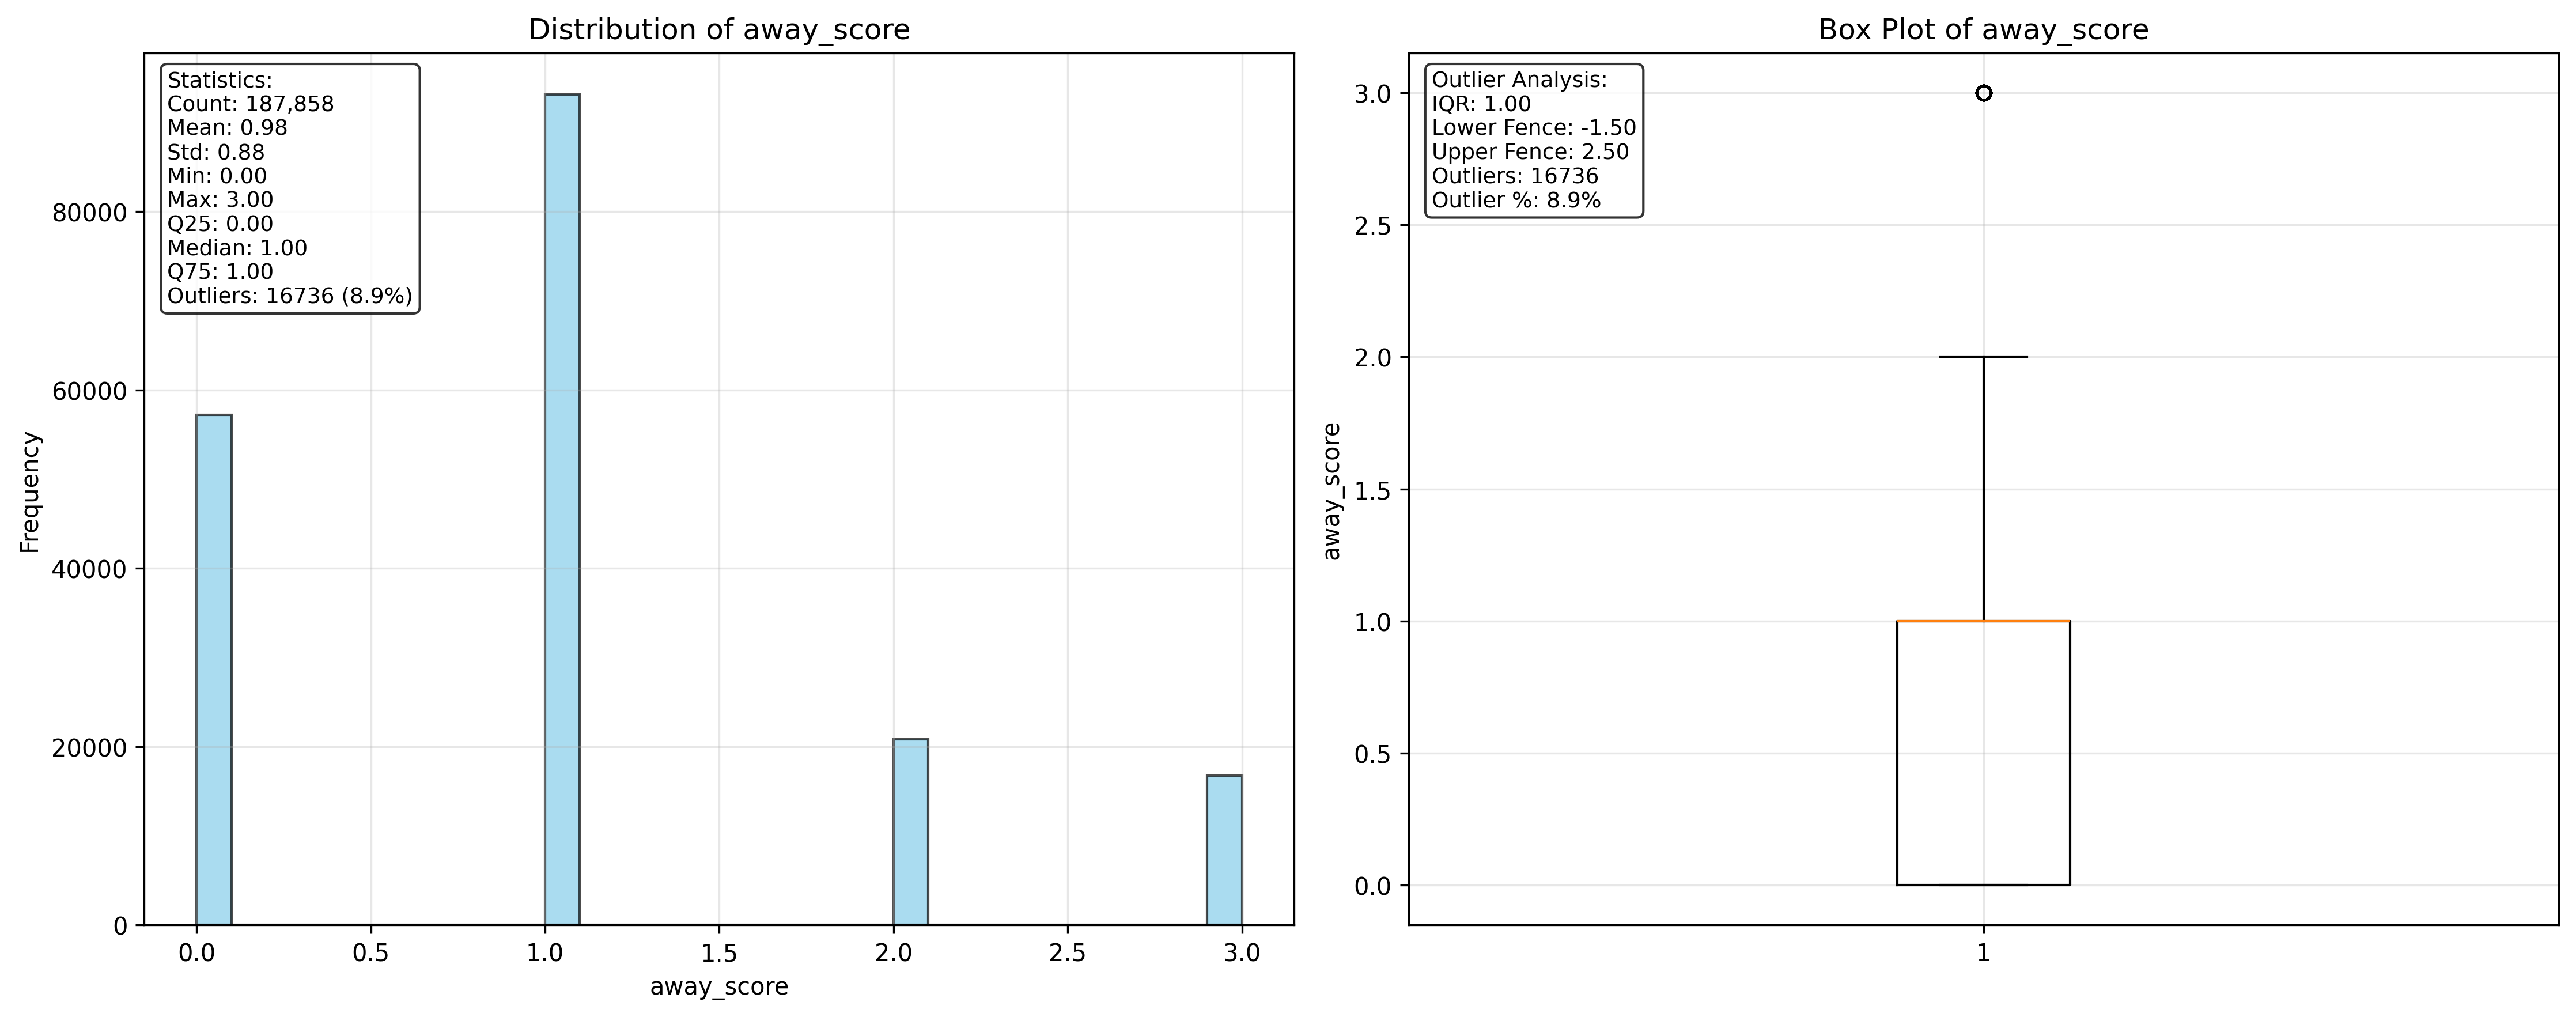 Distribution of away_score
Statistics:
Count: 187,858
Mean: 0.98
Std: 0.88
Min: 0.00
Max: 3.00
Q25: 0.00
Median: 1.00
Q75: 1.00
Outliers: 16736 (8.9%)
Frequency
80000
60000
40000
20000
0
0.0 0.5 1.0 1.5 2.0 2.5 3.0
away_score
Box Plot of away_score
Outlier Analysis:
IQR: 1.00
Lower Fence: -1.50
Upper Fence: 2.50
Outliers: 16736
Outlier %: 8.9%
away_score
3.0
2.5
2.0
1.5
1.0
0.5
0.0
1